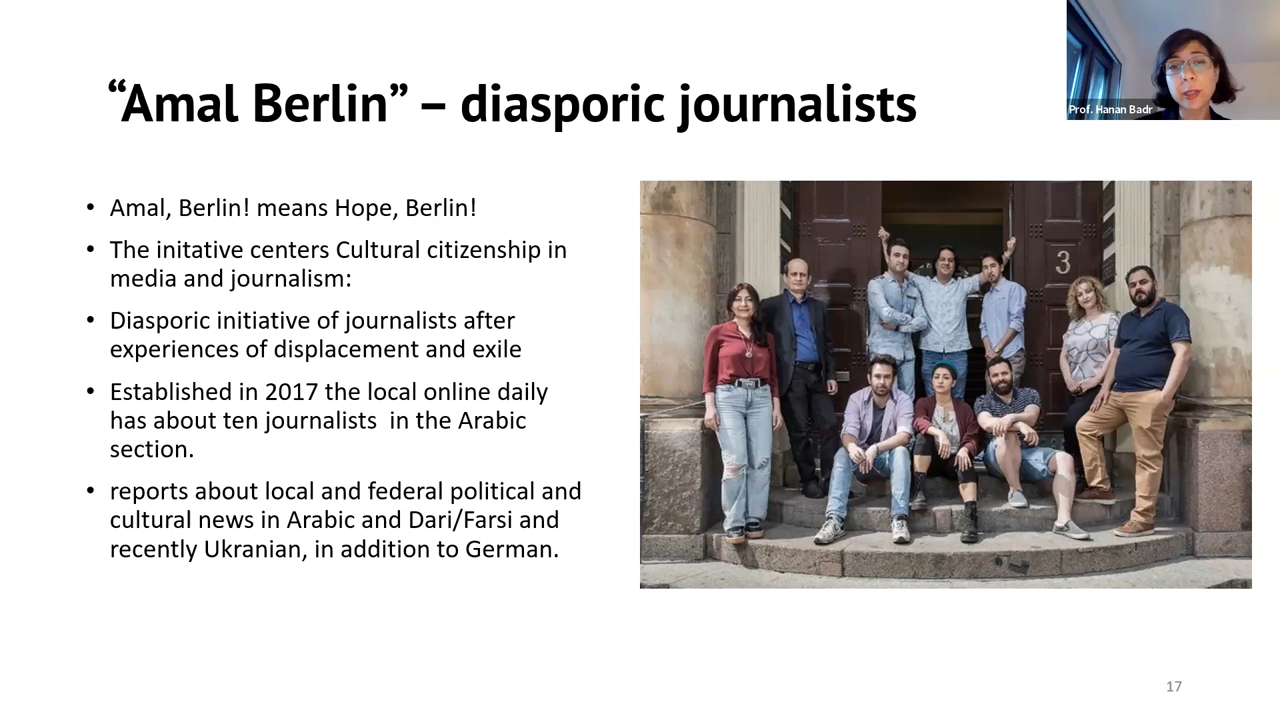 “Amal Berlin” – diasporic journalists
Prof. Hanan Badr
• Amal, Berlin! means Hope, Berlin!
• The initative centers Cultural citizenship in
media and journalism:
• Diasporic initiative of journalists after
experiences of displacement and exile
• Established in 2017 the local online daily
has about ten journalists  in the Arabic
section.
• reports about local and federal political and
cultural news in Arabic and Dari/Farsi and
recently Ukranian, in addition to German.
3
17